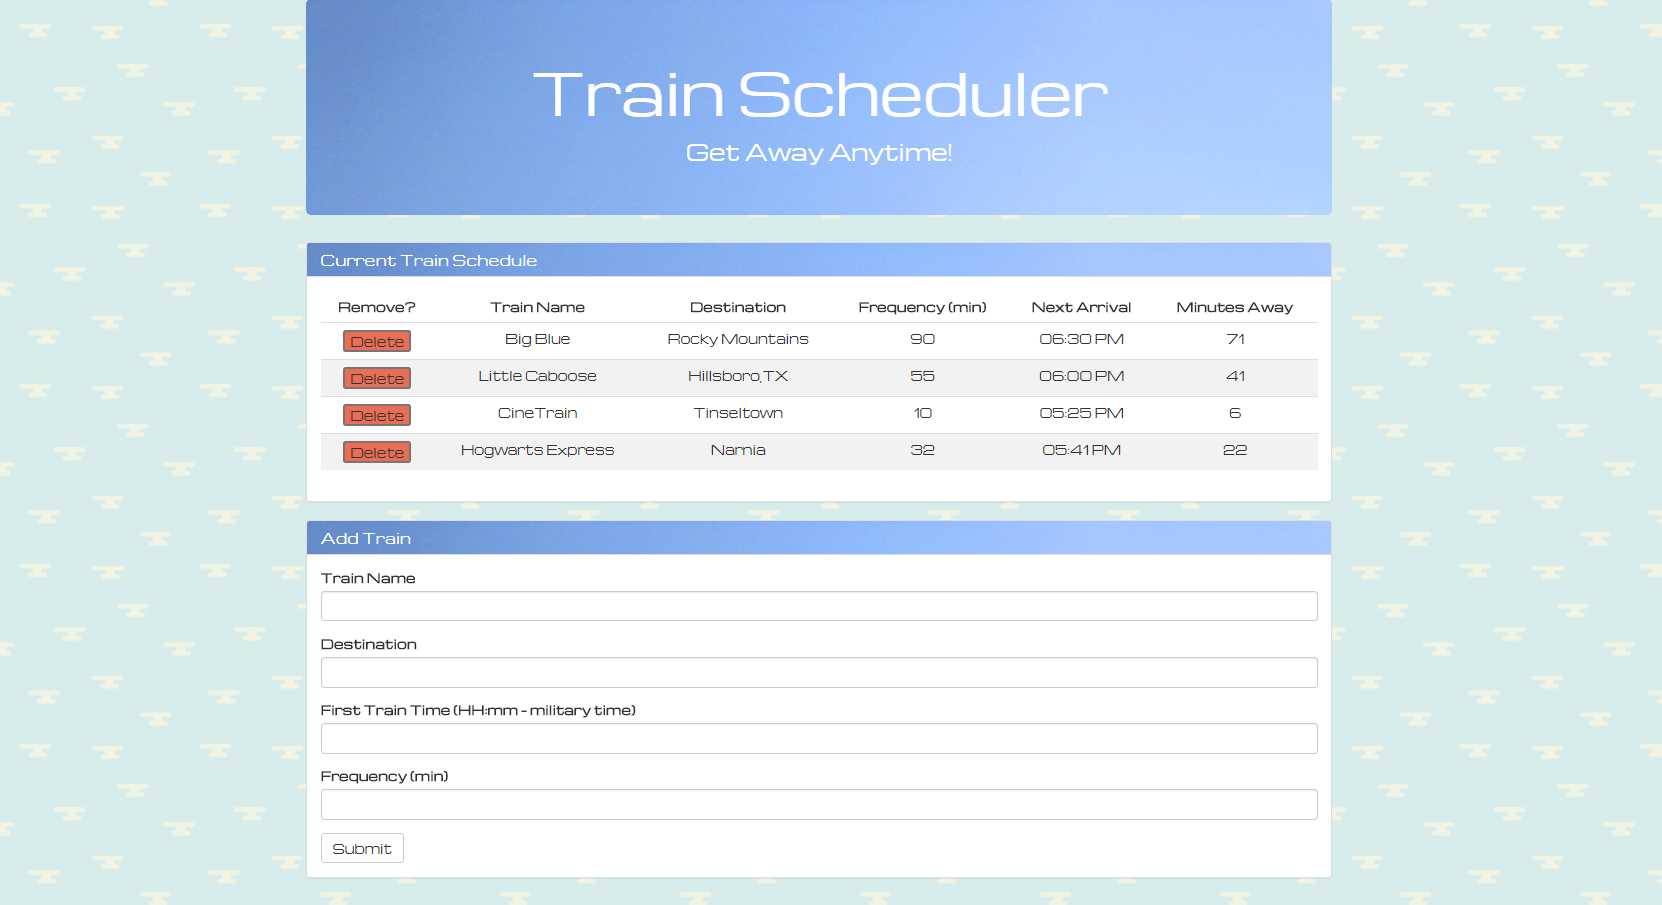 Train Scheduler
Get Away Anytime!
Current Train Schedule
Remove? Train Name Destination Frequency (min) Next Arrival Minutes Away
Delete Big Blue Rocky Mountains 90 06:30 PM 71
Delete Little Caboose Hillsboro, TX 55 06:00 PM 41
Delete CineTrain Tinseltown 10 05:25 PM 6
Delete Hogwarts Express Narnia 32 05:41 PM 22
Add Train
Train Name
Destination
First Train Time (HH:mm - military time)
Frequency (min)
Submit